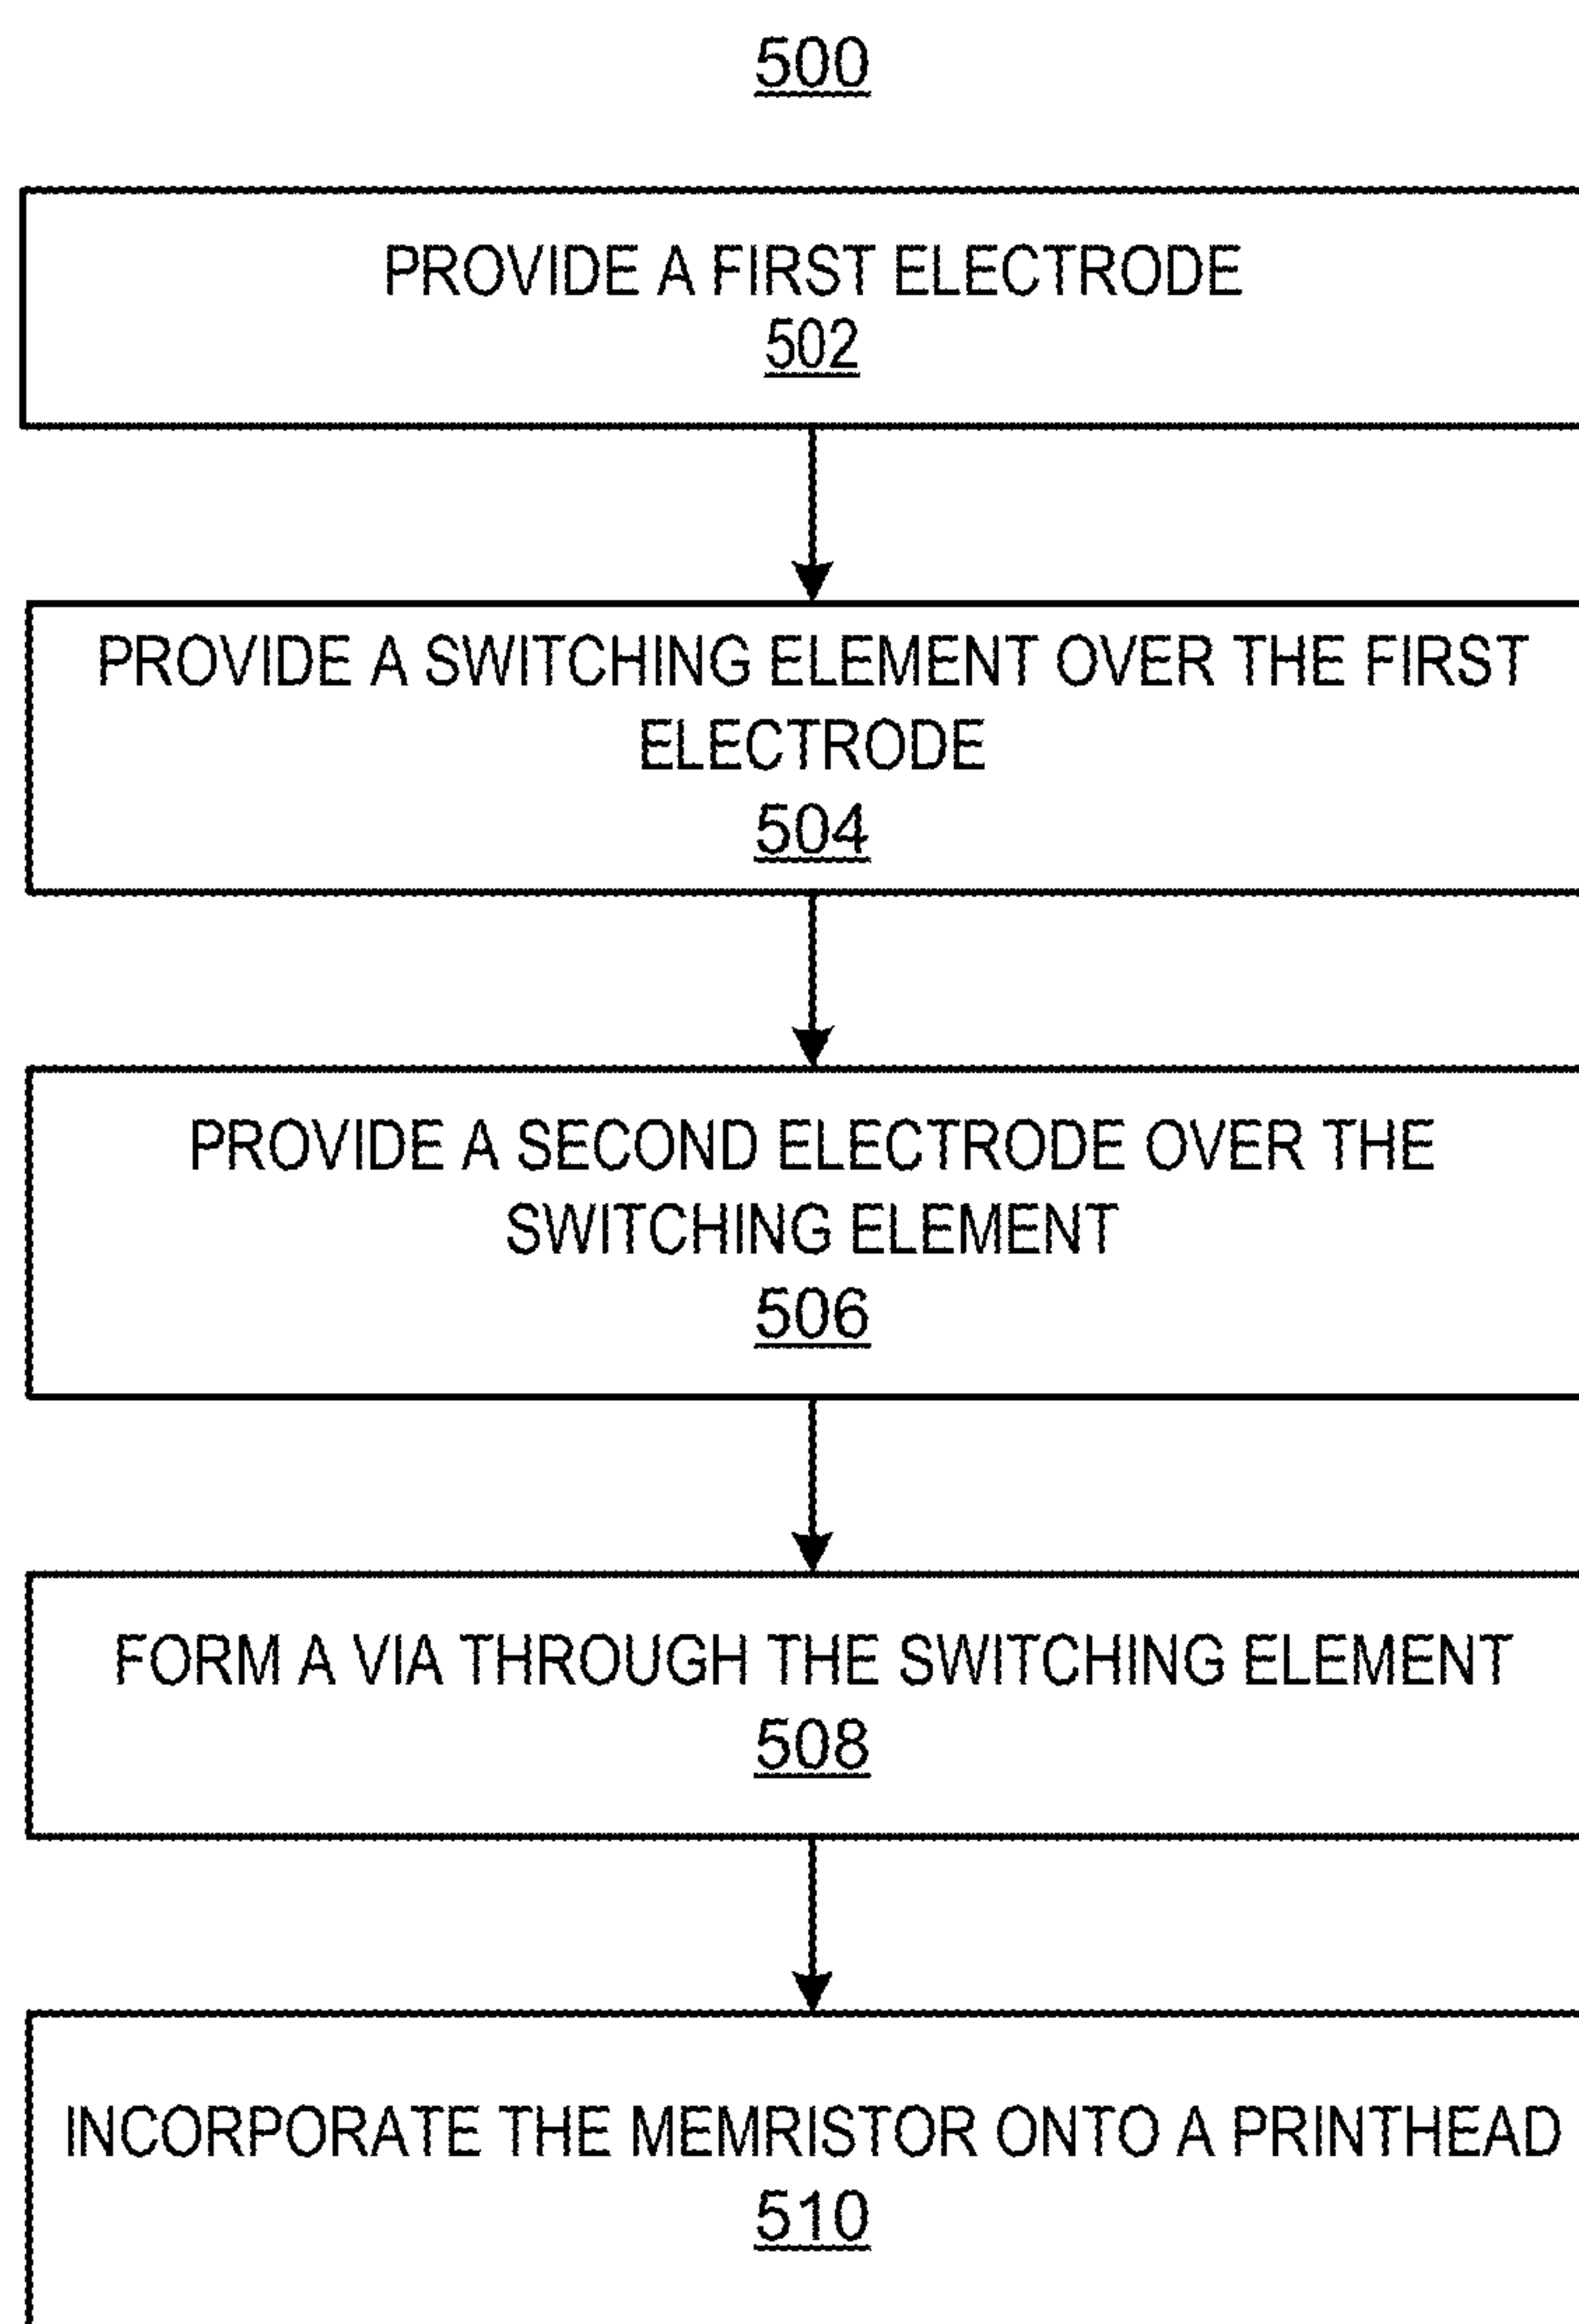 500
PROVIDE A FIRST ELECTRODE
502
PROVIDE A SWITCHING ELEMENT OVER THE FIRST
ELECTRODE
504
PROVIDE A SECOND ELECTRODE OVER THE
SWITCHING ELEMENT
506
FORM A VIA THROUGH THE SWITCHING ELEMENT
508
INCORPORATE THE MEMRISTOR ONTO A PRINTHEAD
510